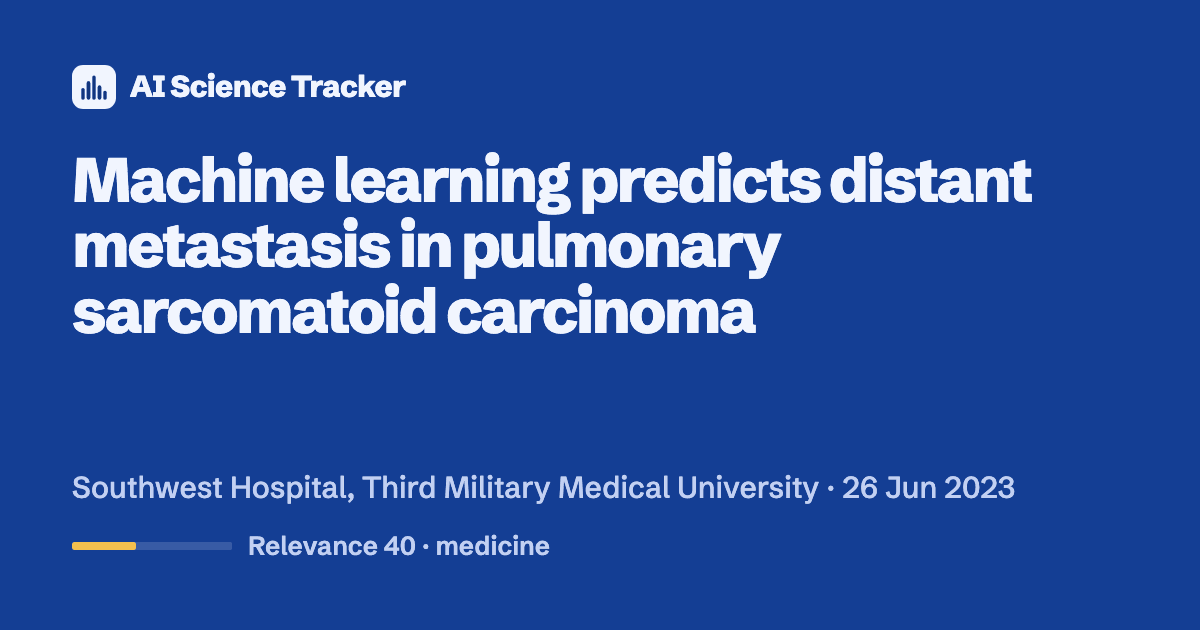 AI Science Tracker
Machine learning predicts distant
metastasis in pulmonary
sarcomatoid carcinoma
Southwest Hospital, Third Military Medical University · 26 Jun 2023
Relevance 40 · medicine